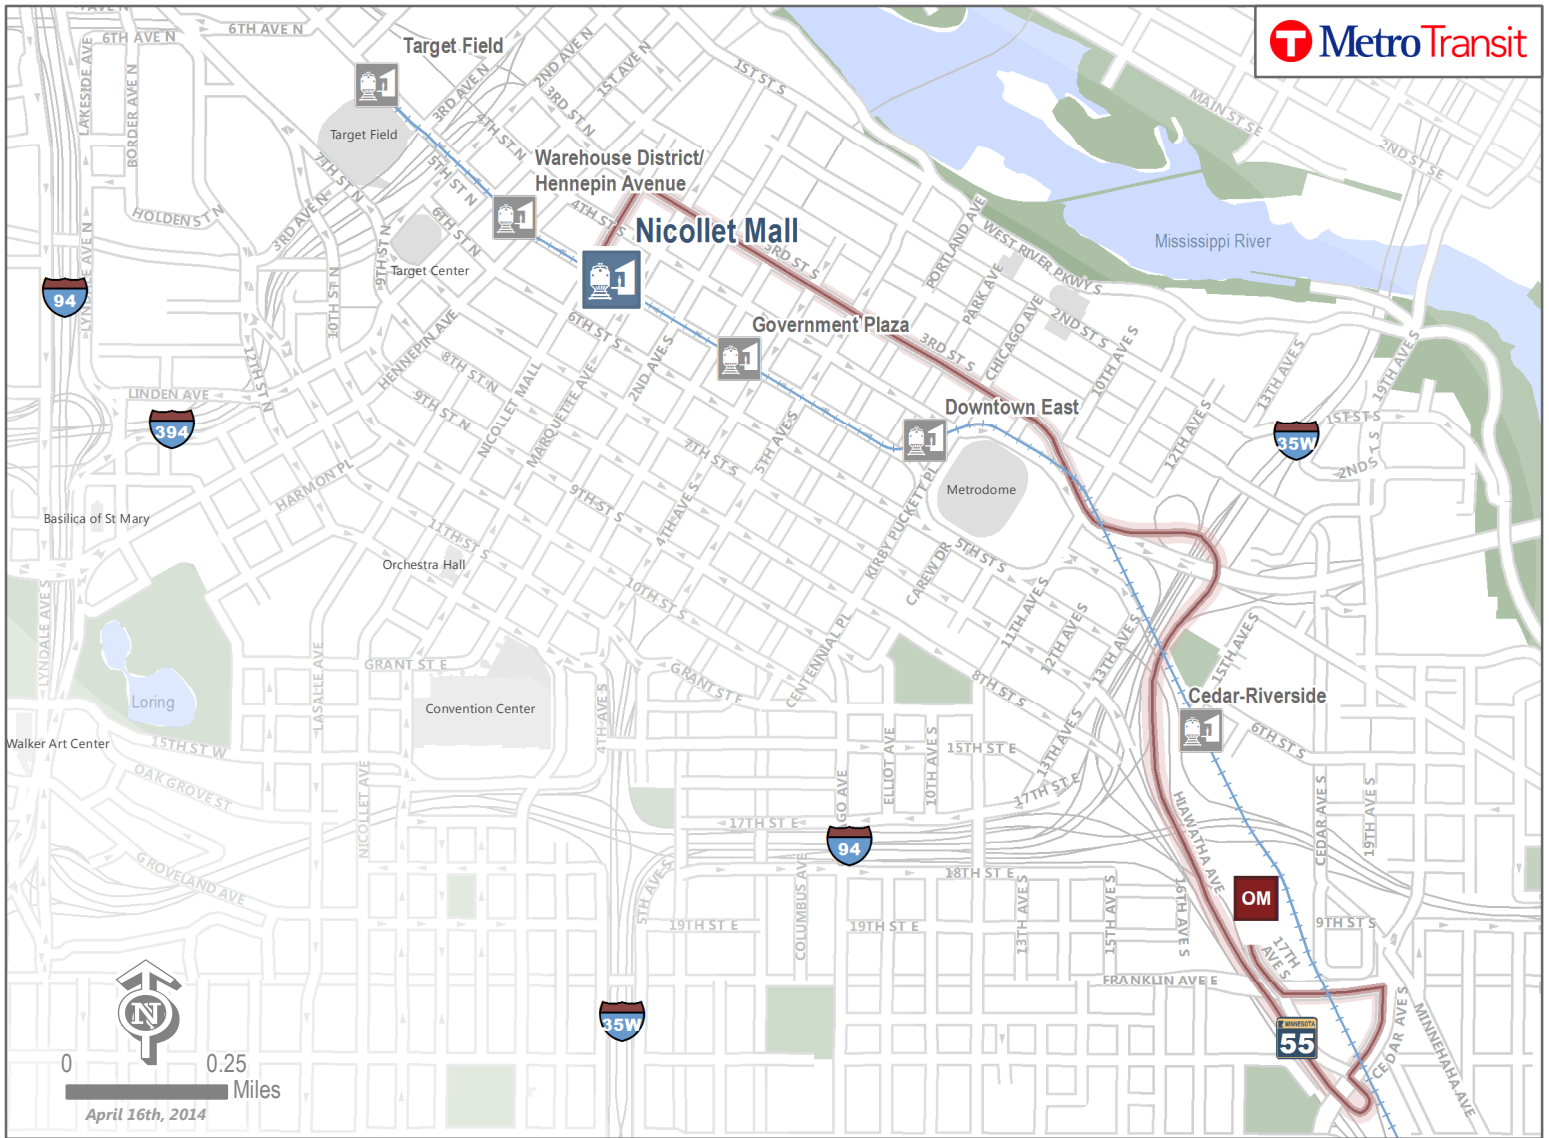 MetroTransit
7AVE N
6TH AVE N
6TH AVE N
LAKESIDE AVE
BORDER AVE N
Target Field
Target Field
3RD AVE N
2ND AVE N
1ST AVE N
3RD ST N
4TH ST N
5TH ST N
7TH ST N
1ST ST S
MAIN ST SE
2ND ST SE
Warehouse District/
Hennepin Avenue
HOLDEN ST N
3RD AVE N
6TH ST N
4TH ST S
Nicollet Mall
3RD ST S
PORTLAND AVE
WEST RIVER PKWY S
Mississippi River
LYNDALE AVE N
9TH ST N
Target Center
10TH ST N
94
PARK AVE
CHICAGO AVE
2ND ST S
Government Plaza
6TH ST S
3RD ST S
10TH AVE S
13TH AVE S
19TH AVE S
HENNEPIN AVE
8TH ST N
12TH ST N
LINDEN AVE
9TH ST N
NICOLLET MALL
MARQUETTE AVE
2ND AVE S
Downtown East
12TH AVE S
1ST ST S
35W
2ND ST S
394
7TH ST S
5TH AVE S
HARMON PL
9TH ST S
4TH AVE S
Metrodome
KIRBY PUCKETT PL
Basilica of St Mary
11TH ST S
Orchestra Hall
5TH ST S
CAREW DR
10TH ST S
11TH AVE S
12TH AVE S
13TH AVE S
15TH AVE S
LYNDALE AVE S
LASALLE AVE
GRANT ST E
GRANT ST E
CENTENNIAL PL
8TH ST S
Cedar-Riverside
Loring
Convention Center
4TH AVE S
Walker Art Center
15TH ST W
ELLIOT AVE
10TH AVE S
15TH ST E
13TH AVE S
6TH ST S
OAK GROVE ST
NICOLLET AVE
AGO AVE
17TH ST E
17TH ST E
HIAWATHA AVE
CEDAR AVE S
19TH AVE S
94
GROVELAND AVE
5TH AVE S
COLUMBUS AVE
18TH ST E
13TH AVE S
15TH AVE S
16TH AVE S
OM
19TH ST E
19TH ST E
9TH ST S
17TH
AVE S
FRANKLIN AVE E
N
35W
MINNESOTA
55
CEDAR AVE S
MINNEHAHA AVE
0 0.25
Miles
April 16th, 2014